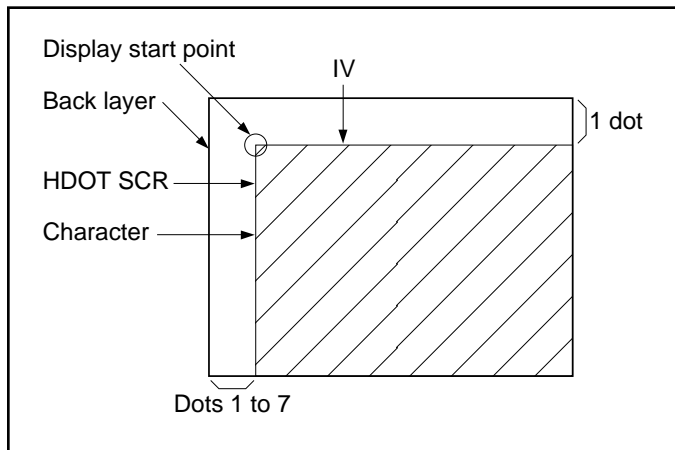 Display start point
IV
Back layer
1 dot
HDOT SCR
Character
Dots 1 to 7